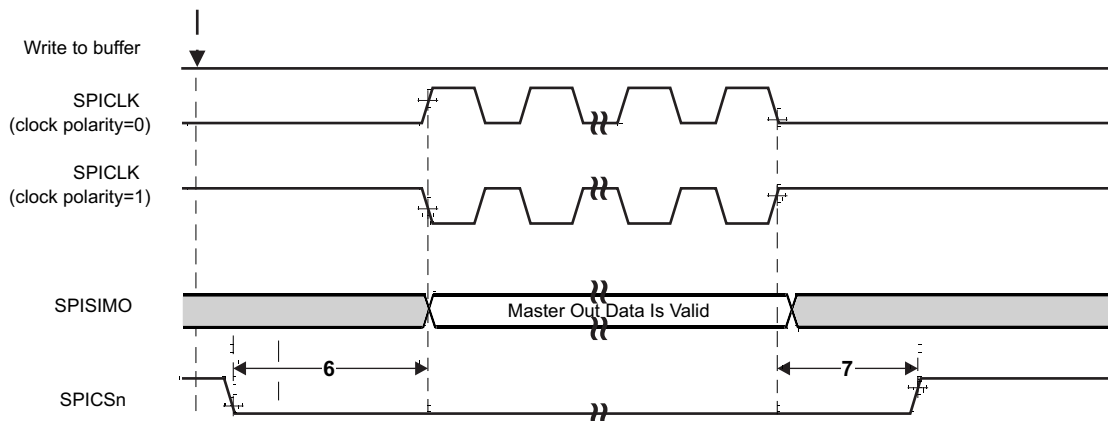 Write to buffer
SPICLK
(clock polarity=0)
SPICLK
(clock polarity=1)
SPISIMO
Master Out Data Is Valid
6
7
SPICSn